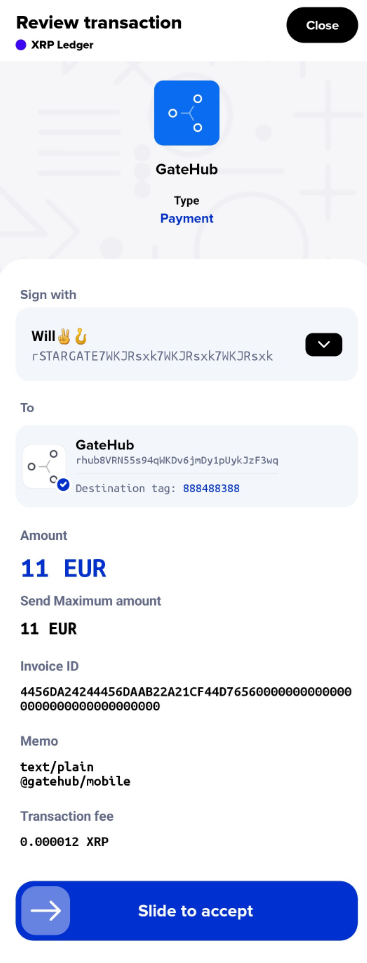 Review transaction
Close
XRP Ledger
GateHub
Type
Payment
Sign with
Will✌️🪝
rSTARGATE7WKJRsxk7WKJRsxk7WKJRsxk
To
GateHub
rhub8VRN55s94qWKDv6jmDy1pUykJzF3wq
Destination tag: 888488388
Amount
11 EUR
Send Maximum amount
11 EUR
Invoice ID
4456DA24244456DAAB22A21CF44D76560000000000000
0000000000000000000
Memo
text/plain
@gatehub/mobile
Transaction fee
0.000012 XRP
Slide to accept